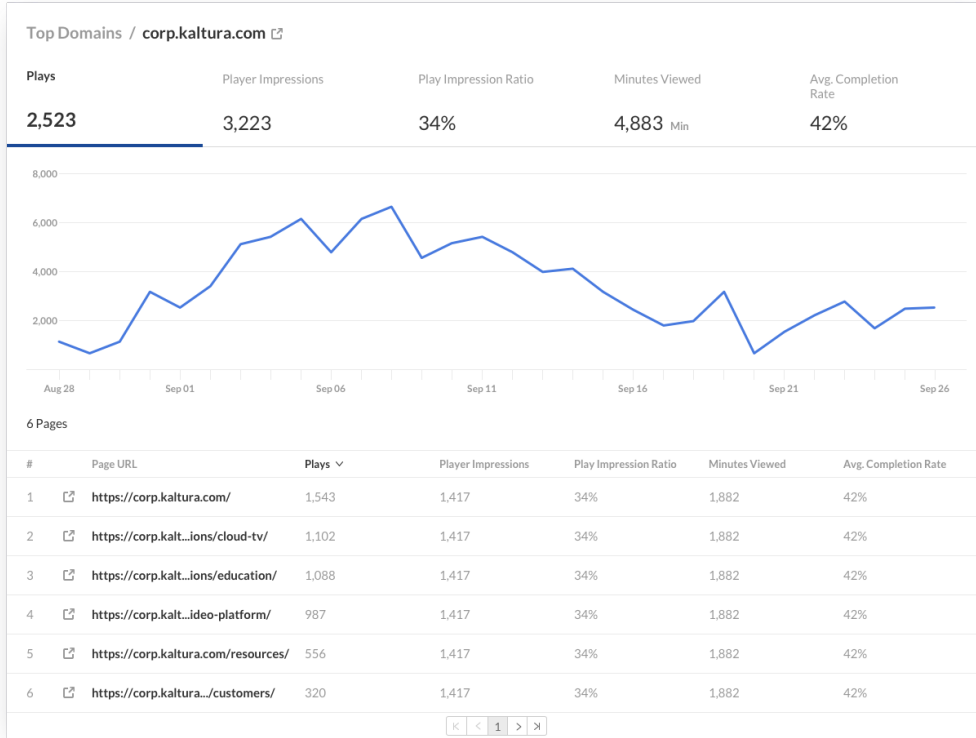 Top Domains / corp.kaltura.com
Plays Player Impressions Play Impression Ratio Minutes Viewed Avg. Completion
Rate
2,523 3,223 34% 4,883 Min 42%
8,000
6,000
4,000
2,000
Aug 28 Sep 01 Sep 06 Sep 11 Sep 16 Sep 21 Sep 26
6 Pages
# Page URL Plays Player Impressions Play Impression Ratio Minutes Viewed Avg. Completion Rate
1 https://corp.kaltura.com/ 1,543 1,417 34% 1,882 42%
2 https://corp.kalt...ions/cloud-tv/ 1,102 1,417 34% 1,882 42%
3 https://corp.kalt...ions/education/ 1,088 1,417 34% 1,882 42%
4 https://corp.kalt...ideo-platform/ 987 1,417 34% 1,882 42%
5 https://corp.kaltura.com/resources/ 556 1,417 34% 1,882 42%
6 https://corp.kaltura.../customers/ 320 1,417 34% 1,882 42%
1